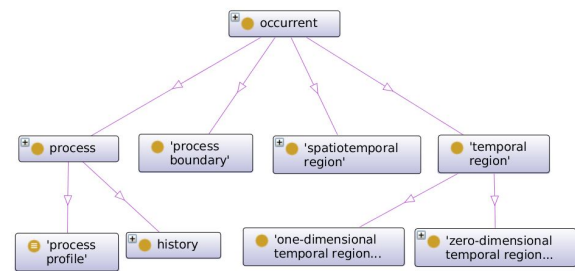 occurrent
process
'process
boundary'
'spatiotemporal
region'
'temporal
region'
'process
profile'
history
'one-dimensional
temporal region...
'zero-dimensional
temporal region...